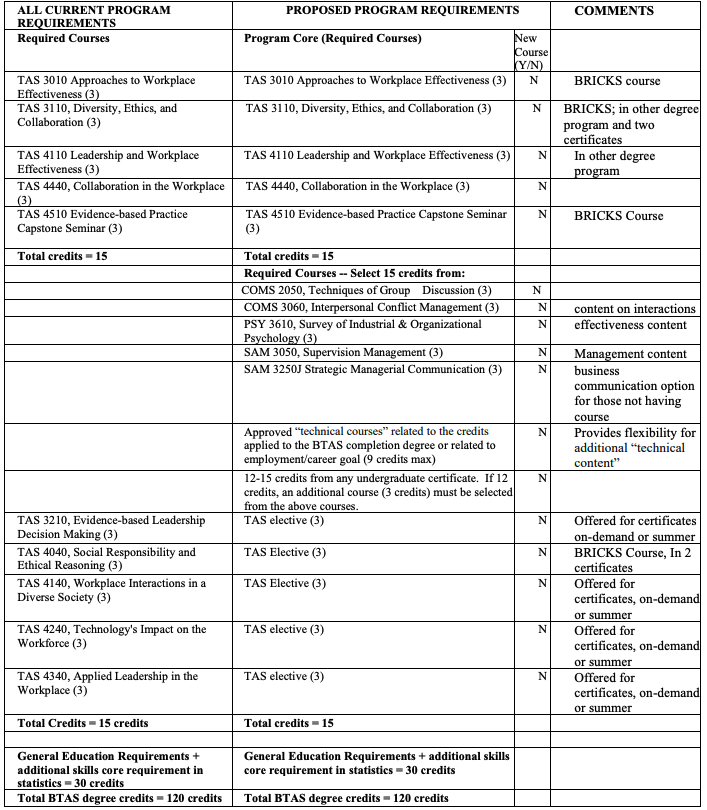 ALL CURRENT PROGRAM
REQUIREMENTS
PROPOSED PROGRAM REQUIREMENTS
COMMENTS
Required Courses
Program Core (Required Courses)
New
Course
(Y/N)
TAS 3010 Approaches to Workplace
Effectiveness (3)
TAS 3010 Approaches to Workplace Effectiveness (3)
N
BRICKS course
TAS 3110, Diversity, Ethics, and
Collaboration (3)
TAS 3110, Diversity, Ethics, and Collaboration (3)
N
BRICKS; in other degree
program and two
certificates
TAS 4110 Leadership and Workplace
Effectiveness (3)
TAS 4110 Leadership and Workplace Effectiveness (3)
N
In other degree
program
TAS 4440, Collaboration in the Workplace
(3)
TAS 4440, Collaboration in the Workplace (3)
N
TAS 4510 Evidence-based Practice
Capstone Seminar (3)
TAS 4510 Evidence-based Practice Capstone Seminar
(3)
N
BRICKS Course
Total credits = 15
Total credits = 15
Required Courses -- Select 15 credits from:
COMS 2050, Techniques of Group Discussion (3)
N
COMS 3060, Interpersonal Conflict Management (3)
N
content on interactions
PSY 3610, Survey of Industrial & Organizational
Psychology (3)
N
effectiveness content
SAM 3050, Supervision Management (3)
N
Management content
SAM 3250J Strategic Managerial Communication (3)
N
business
communication option
for those not having
course
Approved “technical courses” related to the credits
applied to the BTAS completion degree or related to
employment/career goal (9 credits max)
N
Provides flexibility for
additional “technical
content”
12-15 credits from any undergraduate certificate. If 12
credits, an additional course (3 credits) must be selected
from the above courses.
N
TAS 3210, Evidence-based Leadership
Decision Making (3)
TAS elective (3)
N
Offered for certificates
on-demand or summer
TAS 4040, Social Responsibility and
Ethical Reasoning (3)
TAS Elective (3)
N
BRICKS Course, In 2
certificates
TAS 4140, Workplace Interactions in a
Diverse Society (3)
TAS Elective (3)
N
Offered for
certificates, on-demand
or summer
TAS 4240, Technology's Impact on the
Workforce (3)
TAS elective (3)
N
Offered for
certificates, on-demand
or summer
TAS 4340, Applied Leadership in the
Workplace (3)
TAS elective (3)
N
Offered for
certificates, on-demand
or summer
Total Credits = 15 credits
Total credits = 15
General Education Requirements +
additional skills core requirement in
statistics = 30 credits
General Education Requirements + additional skills
core requirement in statistics = 30 credits
Total BTAS degree credits = 120 credits
Total BTAS degree credits = 120 credits